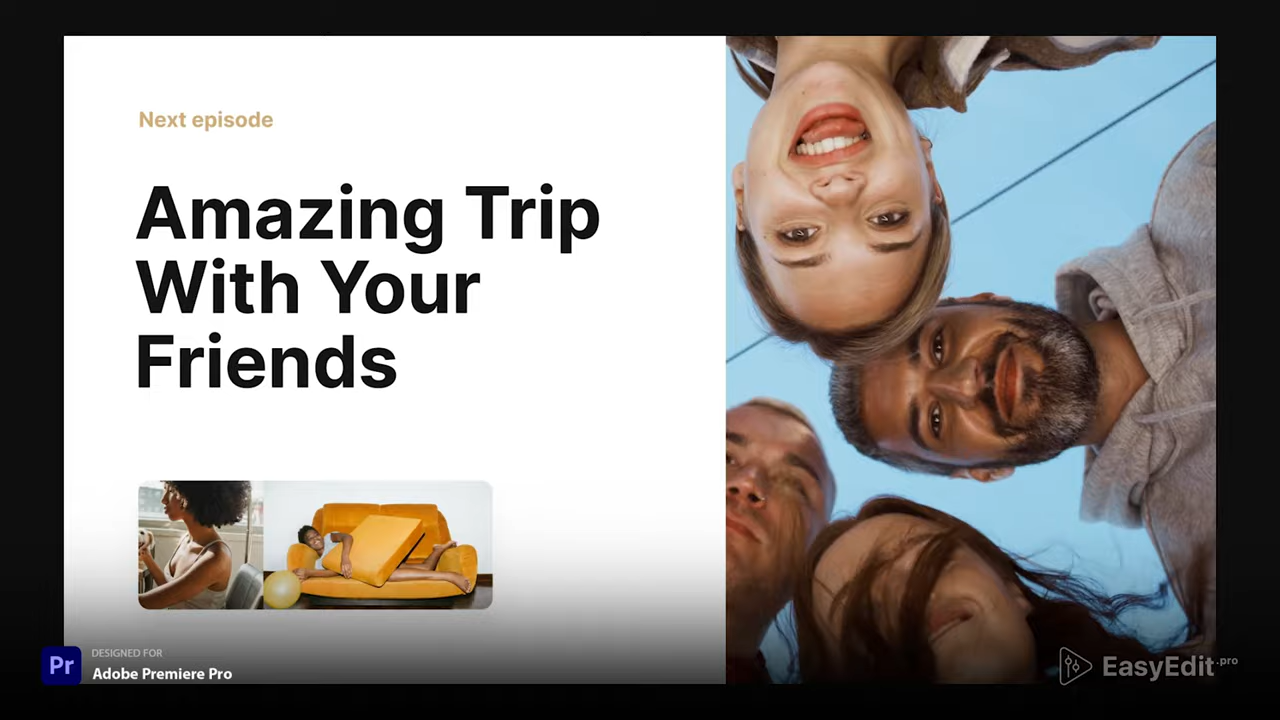 Next episode
Amazing Trip
With Your
Friends
Pr
DESIGNED FOR
Adobe Premiere Pro
EasyEdit.pro